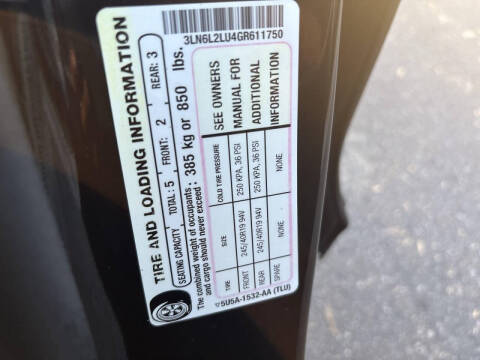 3LN6L2LU4GR611750
TIRE AND LOADING INFORMATION
SEATING CAPACITY TOTAL: 5 FRONT: 2 REAR: 3
The combined weight of occupants and cargo should never exceed: 385 kg or 850 lbs.
TIRE SIZE COLD TIRE PRESSURE
FRONT 245/40R19 94V 250 KPA, 36 PSI
REAR 245/40R19 94V 250 KPA, 36 PSI
SPARE NONE NONE
SEE OWNERS
MANUAL FOR
ADDITIONAL
INFORMATION
5U5A-1532-AA (TLU)